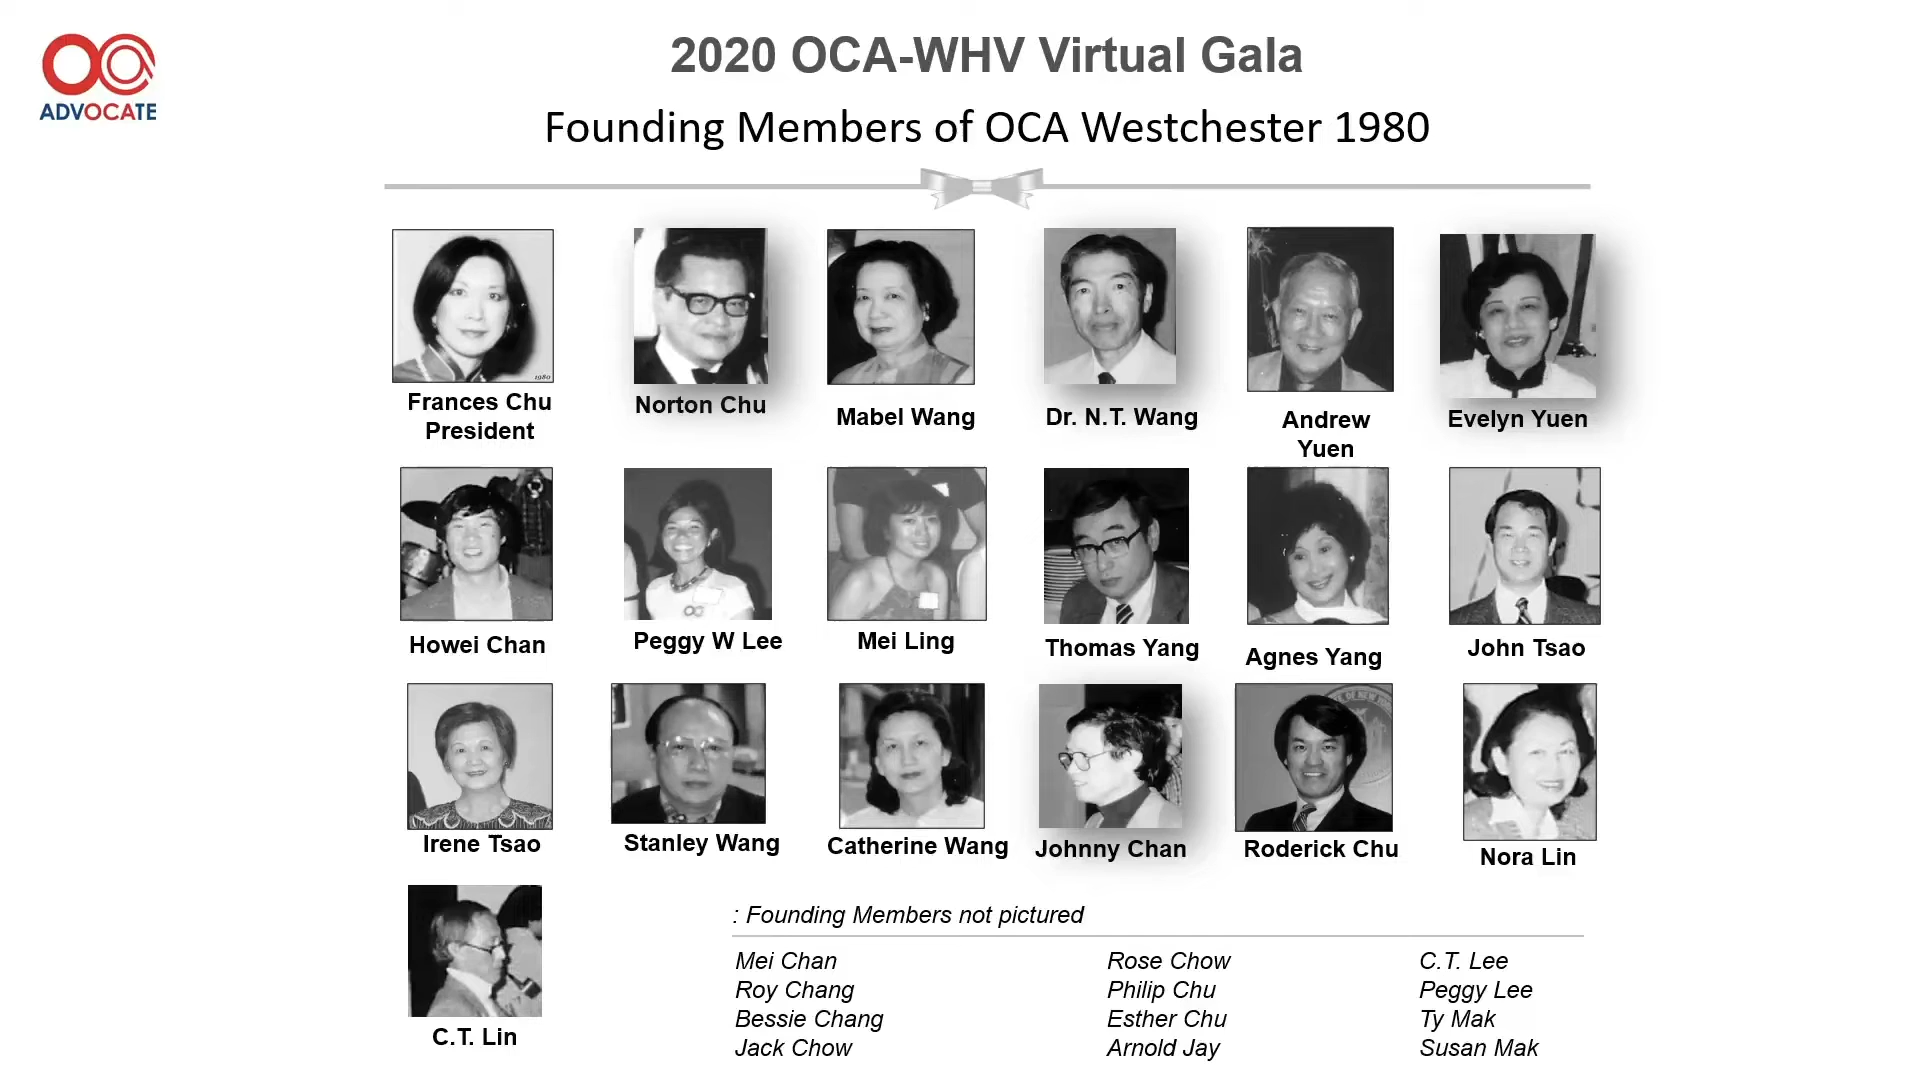 OCA
ADVOCATE
2020 OCA-WHV Virtual Gala
Founding Members of OCA Westchester 1980
1980
Frances Chu
President
Norton Chu
Mabel Wang
Dr. N.T. Wang
Andrew
Yuen
Evelyn Yuen
Howei Chan
Peggy W Lee
Mei Ling
Thomas Yang
Agnes Yang
John Tsao
Irene Tsao
Stanley Wang
Catherine Wang
Johnny Chan
Roderick Chu
Nora Lin
C.T. Lin
: Founding Members not pictured
Mei Chan
Roy Chang
Bessie Chang
Jack Chow
Rose Chow
Philip Chu
Esther Chu
Arnold Jay
C.T. Lee
Peggy Lee
Ty Mak
Susan Mak